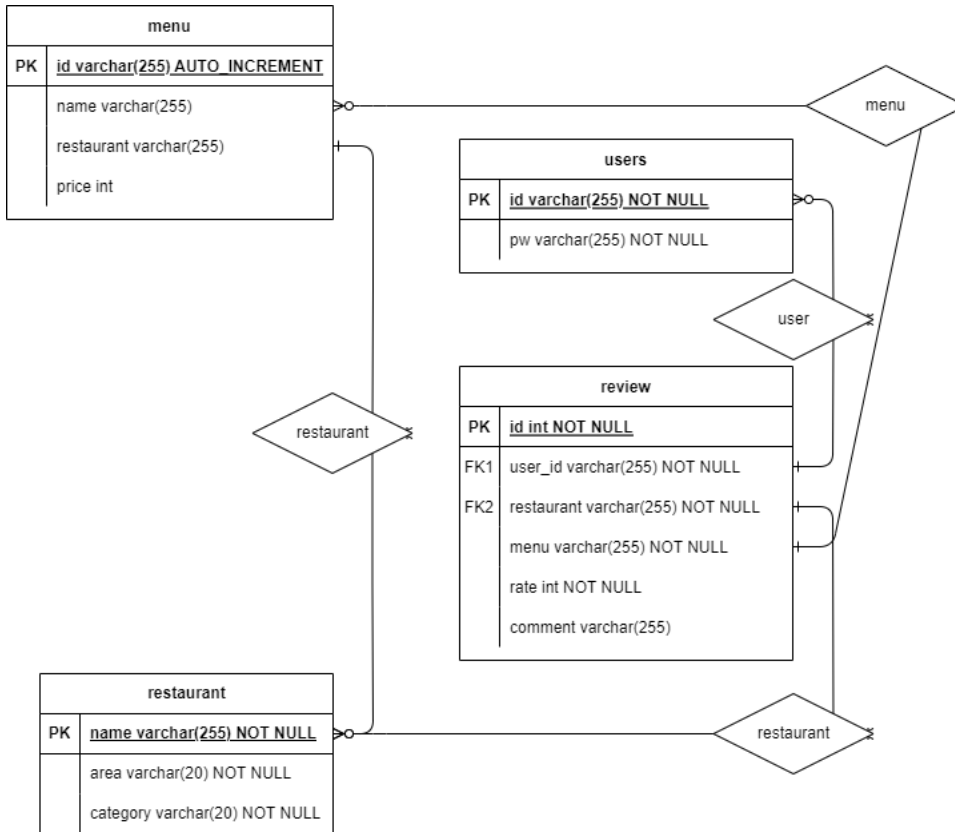 menu
PK id varchar(255) AUTO_INCREMENT
name varchar(255)
restaurant varchar(255)
price int
menu
users
PK id varchar(255) NOT NULL
pw varchar(255) NOT NULL
user
review
PK id int NOT NULL
FK1 user_id varchar(255) NOT NULL
FK2 restaurant varchar(255) NOT NULL
menu varchar(255) NOT NULL
rate int NOT NULL
comment varchar(255)
restaurant
restaurant
PK name varchar(255) NOT NULL
area varchar(20) NOT NULL
category varchar(20) NOT NULL
restaurant